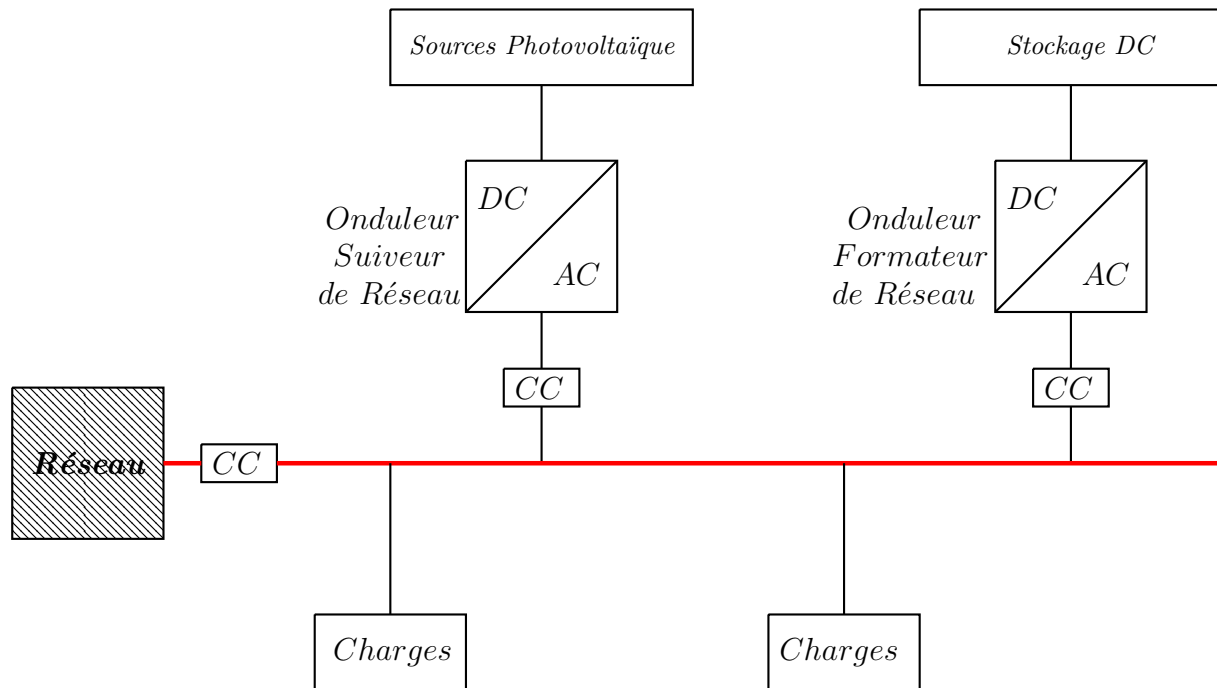 Sources Photovoltaïque
Stockage DC
DC
AC
Onduleur
Suiveur
de Réseau
DC
AC
Onduleur
Formateur
de Réseau
CC
CC
Réseau
CC
Charges
Charges